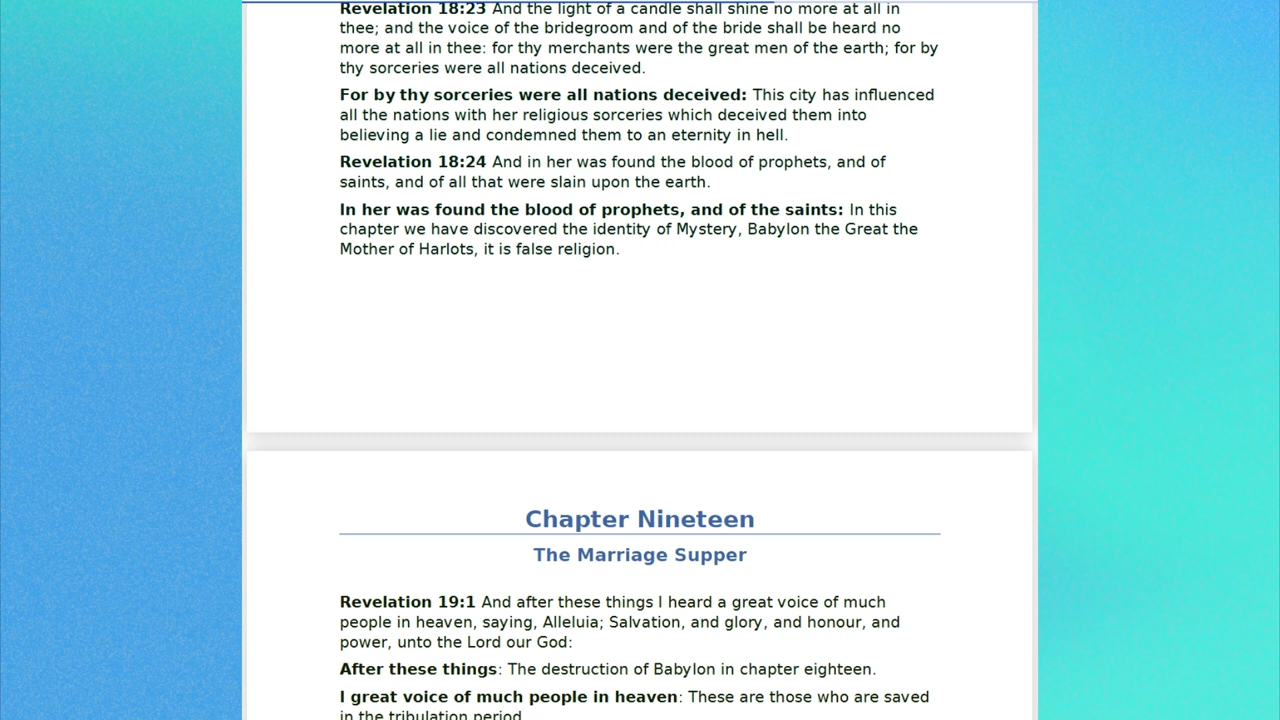 Revelation 18:23 And the light of a candle shall shine no more at all in
thee; and the voice of the bridegroom and of the bride shall be heard no
more at all in thee: for thy merchants were the great men of the earth; for by
thy sorceries were all nations deceived.
For by thy sorceries were all nations deceived: This city has influenced
all the nations with her religious sorceries which deceived them into
believing a lie and condemned them to an eternity in hell.
Revelation 18:24 And in her was found the blood of prophets, and of
saints, and of all that were slain upon the earth.
In her was found the blood of prophets, and of the saints: In this
chapter we have discovered the identity of Mystery, Babylon the Great the
Mother of Harlots, it is false religion.
Chapter Nineteen
The Marriage Supper
Revelation 19:1 And after these things I heard a great voice of much
people in heaven, saying, Alleluia; Salvation, and glory, and honour, and
power, unto the Lord our God:
After these things: The destruction of Babylon in chapter eighteen.
I great voice of much people in heaven: These are those who are saved
in the tribulation period